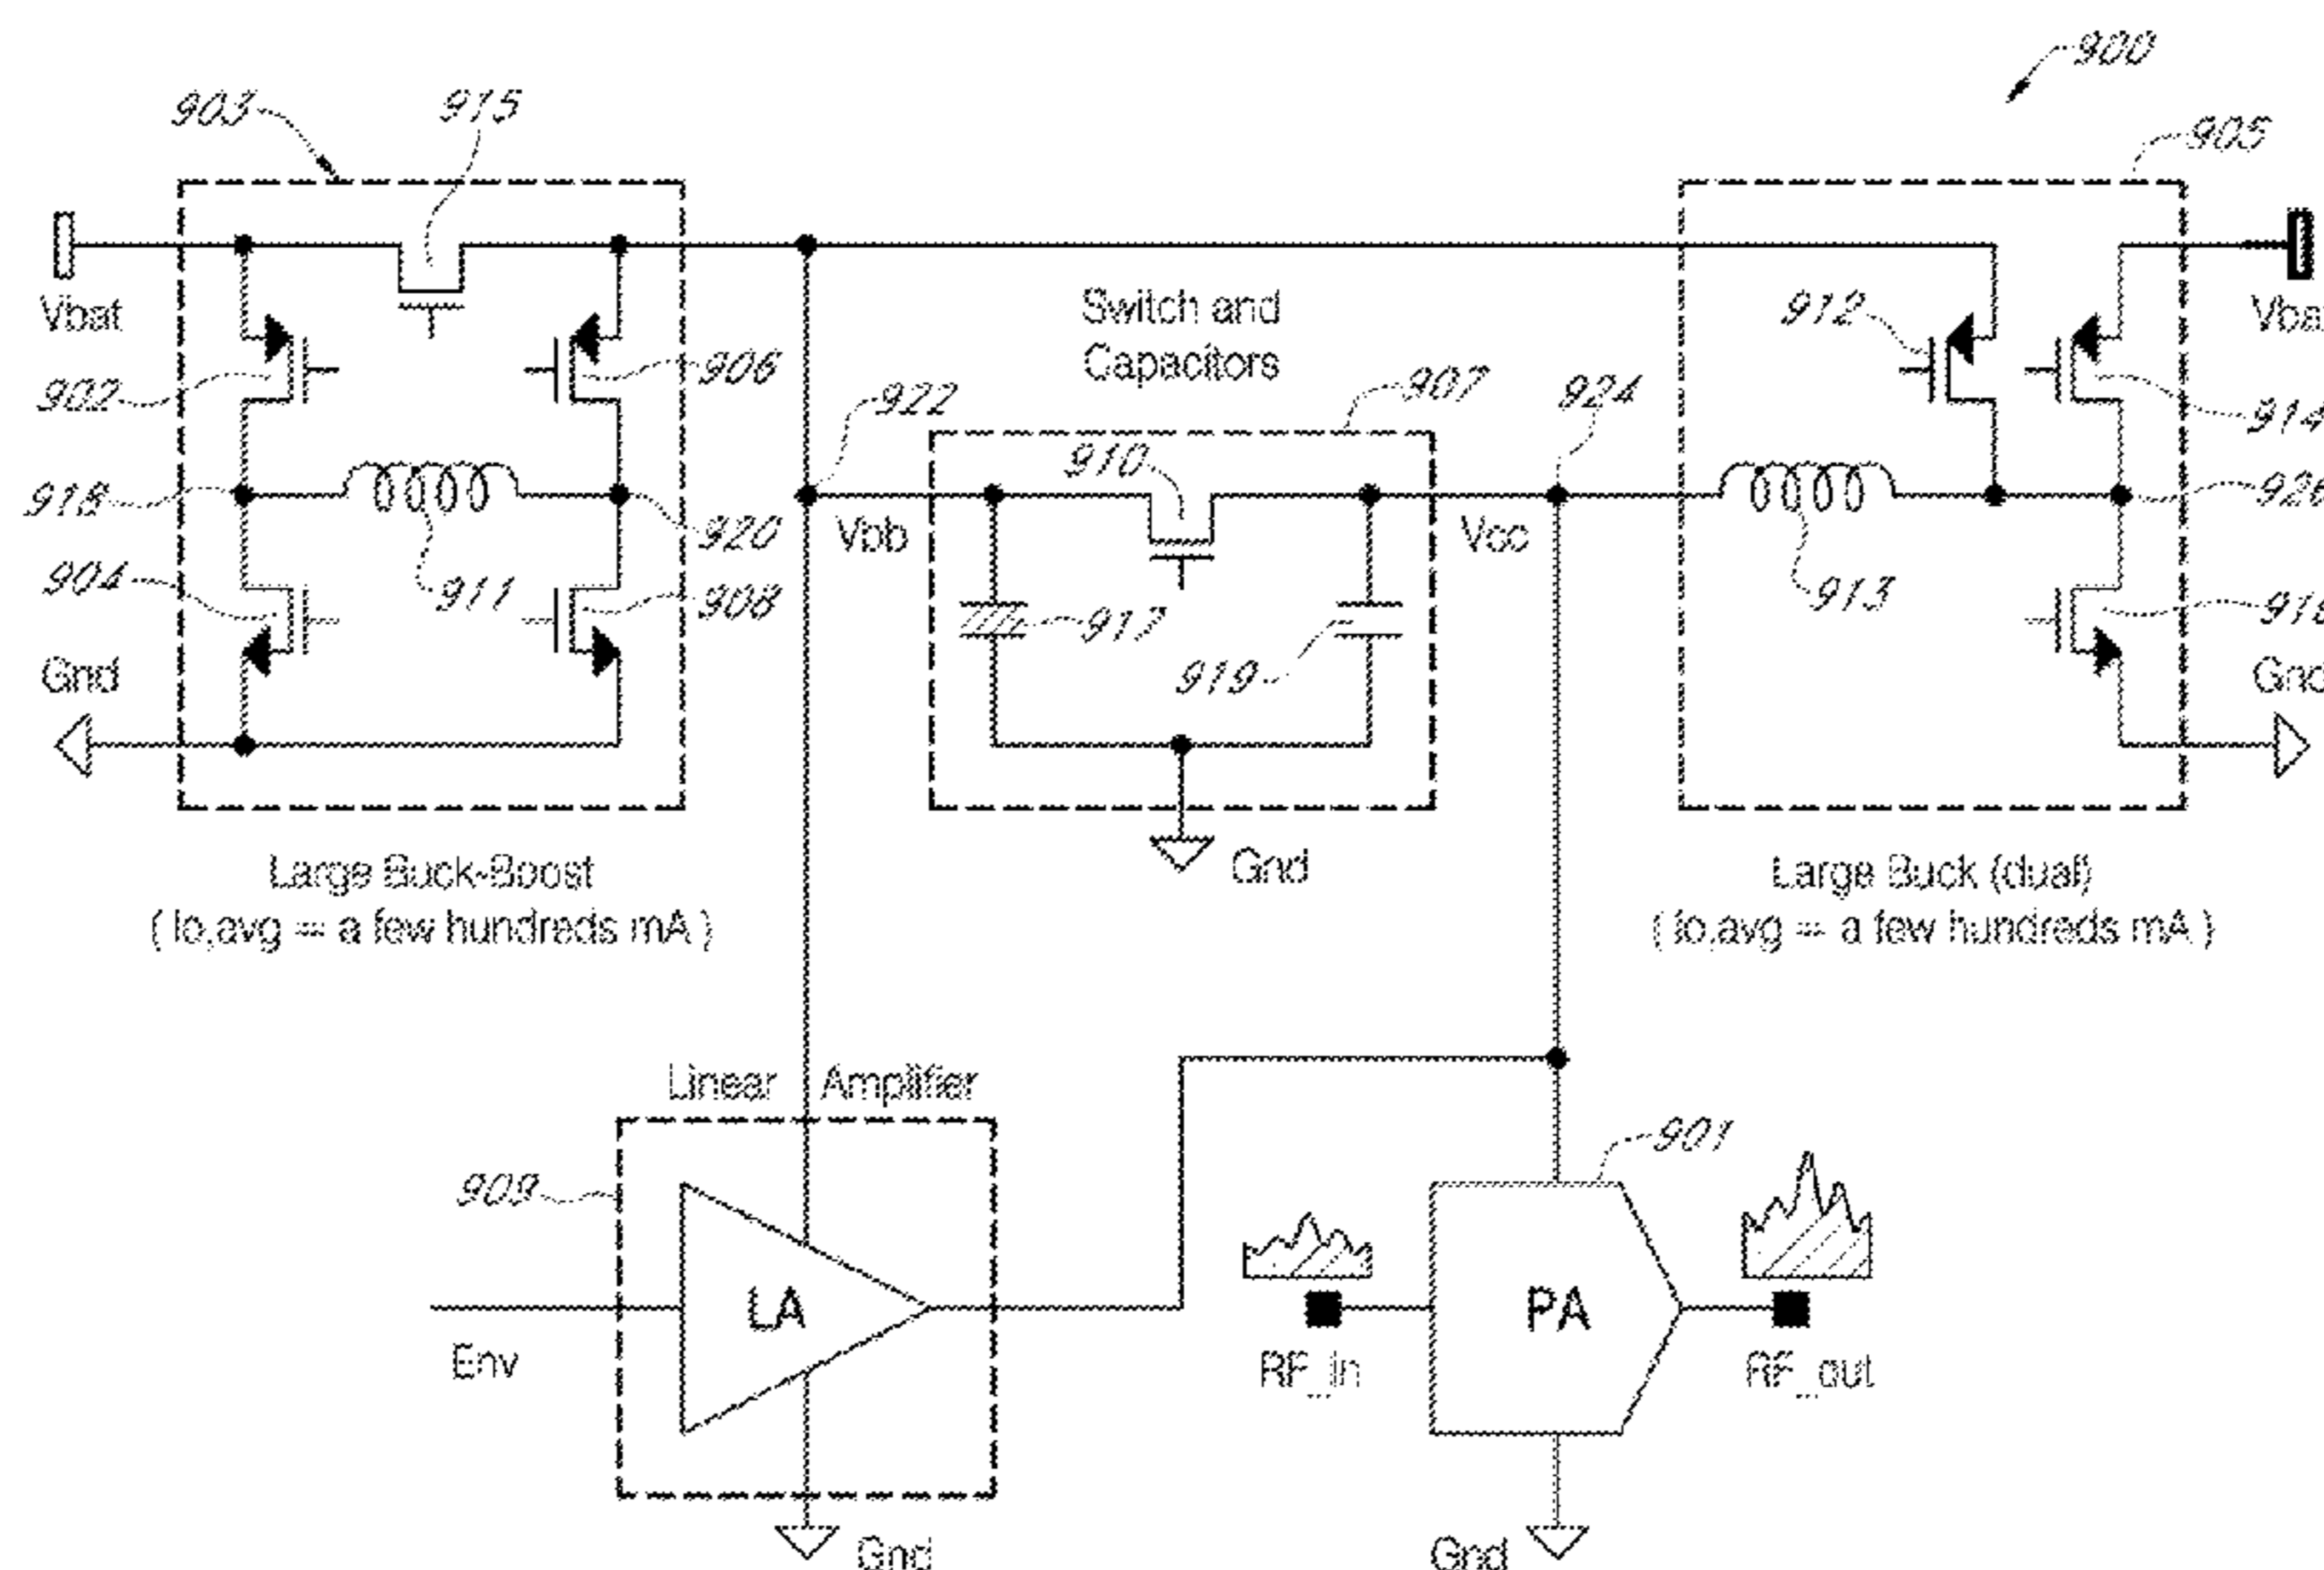 900
903
915
905
Vbat
Switch and
Capacitors
912
902
906
922
907
924
914
910
918
920
Vbb
Vcc
904
911
908
917
913
919
Gnd
Gnd
Large Buck-Boost
( Io,avg = a few hundreds mA )
Large Buck (dual)
( Io,avg = a few hundreds mA )
Linear Amplifier
901
909
LA
PA
Env
RF_in
RF_out
Gnd
Gnd